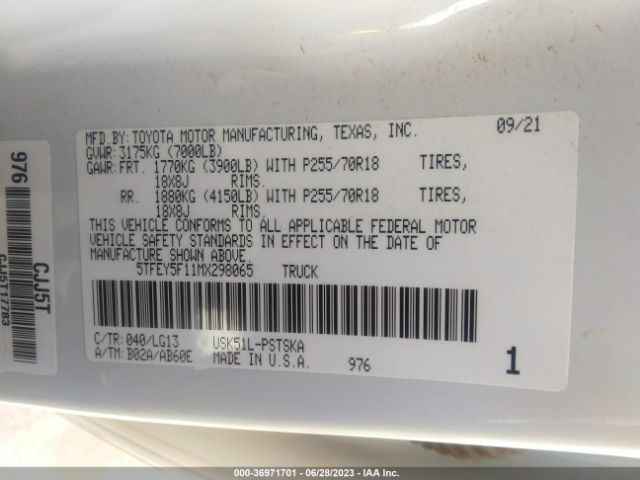 MFD.BY:TOYOTA MOTOR MANUFACTURING, TEXAS, INC. 09/21
GVWR:3175KG (7000LB)
GAWR:FRT. 1770KG (3900LB) WITH P255/70R18 TIRES,
18X8J RIMS.
RR. 1880KG (4150LB) WITH P255/70R18 TIRES,
18X8J RIMS.
THIS VEHICLE CONFORMS TO ALL APPLICABLE FEDERAL MOTOR
VEHICLE SAFETY STANDARDS IN EFFECT ON THE DATE OF
MANUFACTURE SHOWN ABOVE.
5TFEY5F11MX298065 TRUCK
C/TR:040/LG13 USK51L-PSTSKA
A/TM:B02A/AB60E MADE IN U.S.A. 976 1
976
CJJ5T
CJJ5T17783
000-36971701 - 06/28/2023 - IAA Inc.